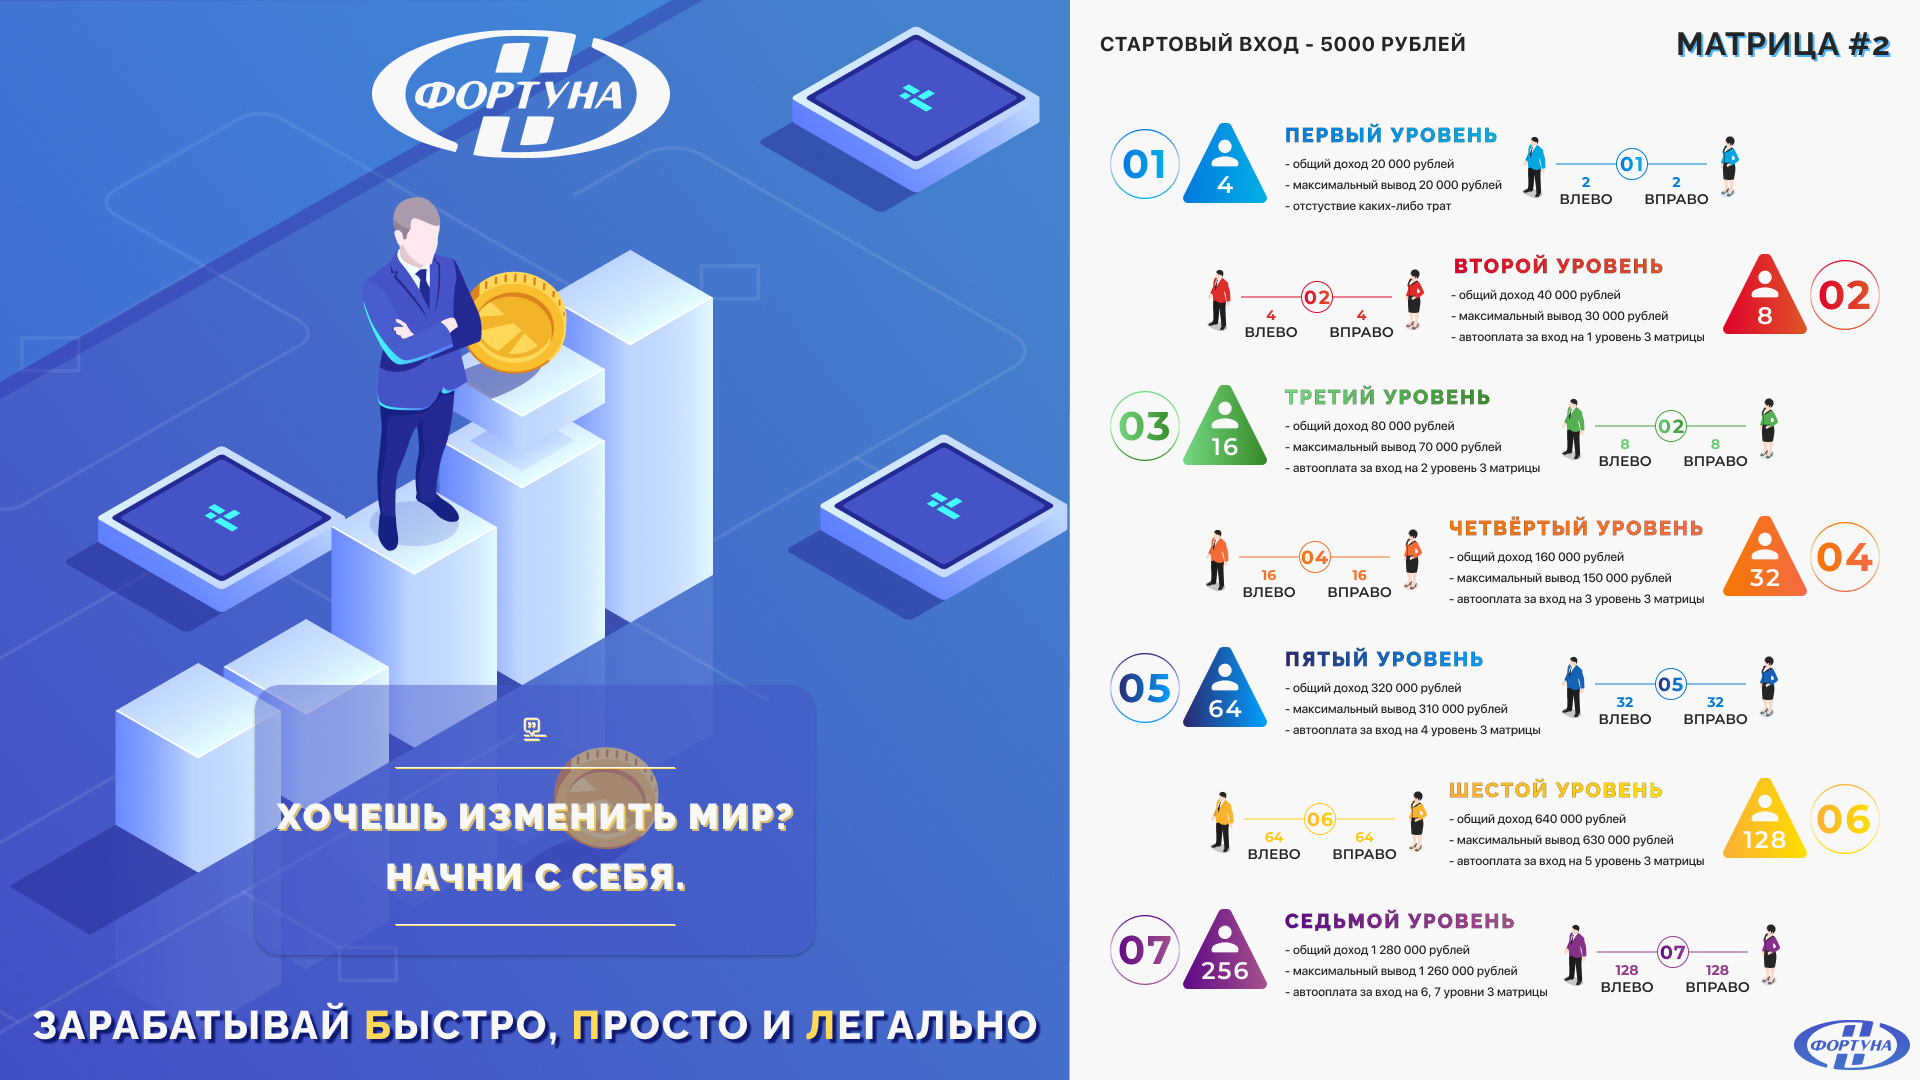 ФОРТУНА
ХОЧЕШЬ ИЗМЕНИТЬ МИР?
НАЧНИ С СЕБЯ.
ЗАРАБАТЫВАЙ БЫСТРО, ПРОСТО И ЛЕГАЛЬНО
СТАРТОВЫЙ ВХОД - 5000 РУБЛЕЙ
МАТРИЦА #2
01
4
ПЕРВЫЙ УРОВЕНЬ
- общий доход 20 000 рублей
- максимальный вывод 20 000 рублей
- отстуствие каких-либо трат
01
2 2
ВЛЕВО ВПРАВО
02
4 4
ВЛЕВО ВПРАВО
ВТОРОЙ УРОВЕНЬ
- общий доход 40 000 рублей
- максимальный вывод 30 000 рублей
- автооплата за вход на 1 уровень 3 матрицы
8
02
03
16
ТРЕТИЙ УРОВЕНЬ
- общий доход 80 000 рублей
- максимальный вывод 70 000 рублей
- автооплата за вход на 2 уровень 3 матрицы
02
8 8
ВЛЕВО ВПРАВО
04
16 16
ВЛЕВО ВПРАВО
ЧЕТВЁРТЫЙ УРОВЕНЬ
- общий доход 160 000 рублей
- максимальный вывод 150 000 рублей
- автооплата за вход на 3 уровень 3 матрицы
32
04
05
64
ПЯТЫЙ УРОВЕНЬ
- общий доход 320 000 рублей
- максимальный вывод 310 000 рублей
- автооплата за вход на 4 уровень 3 матрицы
05
32 32
ВЛЕВО ВПРАВО
06
64 64
ВЛЕВО ВПРАВО
ШЕСТОЙ УРОВЕНЬ
- общий доход 640 000 рублей
- максимальный вывод 630 000 рублей
- автооплата за вход на 5 уровень 3 матрицы
128
06
07
256
СЕДЬМОЙ УРОВЕНЬ
- общий доход 1 280 000 рублей
- максимальный вывод 1 260 000 рублей
- автооплата за вход на 6, 7 уровни 3 матрицы
07
128 128
ВЛЕВО ВПРАВО
ФОРТУНА